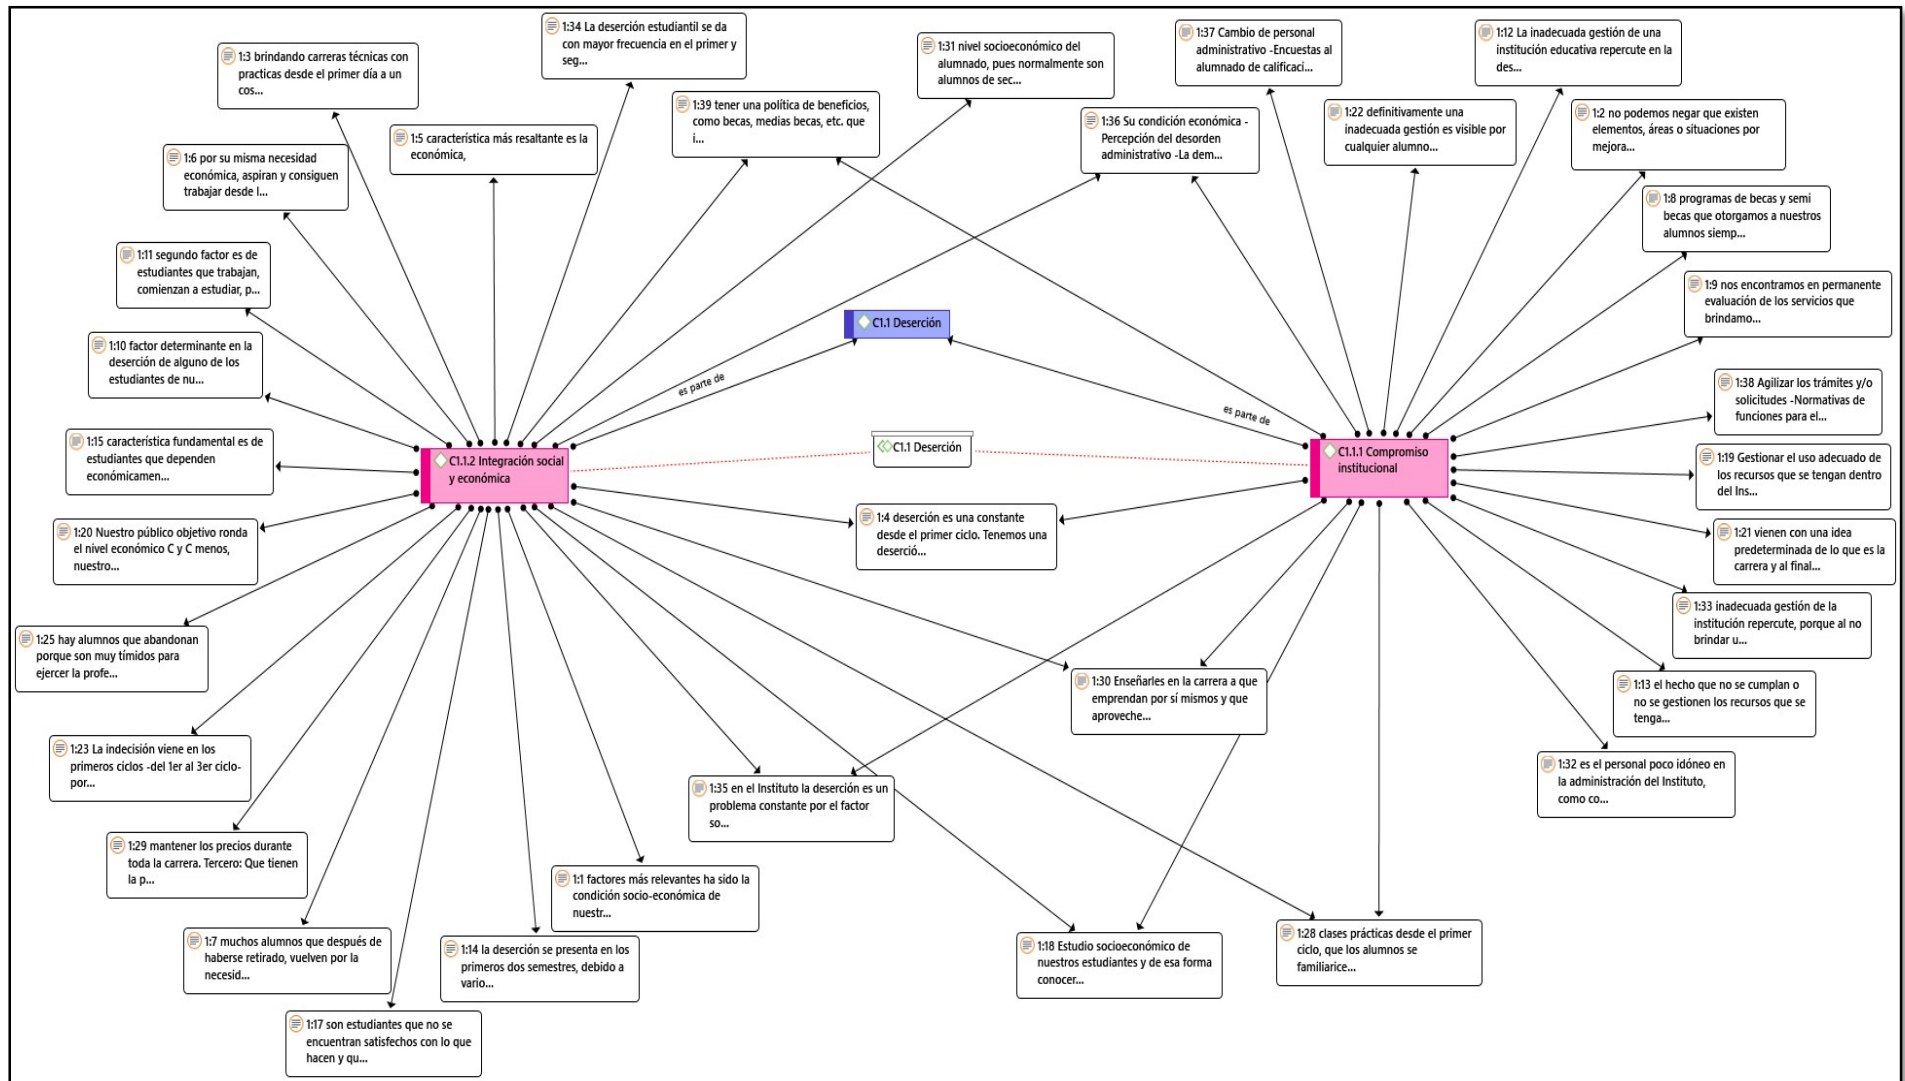 1:34 La deserción estudiantil se da
con mayor frecuencia en el primer y
seg...
1:3 brindando carreras técnicas con
practicas desde el primer día a un
cos...
1:31 nivel socioeconómico del
alumnado, pues normalmente son
alumnos de sec...
1:37 Cambio de personal
administrativo -Encuestas al
alumnado de calificaci...
1:12 La inadecuada gestión de una
institución educativa repercute en la
des...
1:39 tener una política de beneficios,
como becas, medias becas, etc. que
i...
1:5 característica más resaltante es la
económica,
1:36 Su condición económica -
Percepción del desorden
administrativo -La dem...
1:22 definitivamente una
inadecuada gestión es visible por
cualquier alumno...
1:2 no podemos negar que existen
elementos, áreas o situaciones por
mejora...
1:6 por su misma necesidad
económica, aspiran y consiguen
trabajar desde l...
1:8 programas de becas y semi
becas que otorgamos a nuestros
alumnos siemp...
1:11 segundo factor es de
estudiantes que trabajan,
comienzan a estudiar, p...
1:9 nos encontramos en permanente
evaluación de los servicios que
brindamo...
C1.1 Deserción
1:10 factor determinante en la
deserción de alguno de los
estudiantes de nu...
es parte de
es parte de
1:38 Agilizar los trámites y/o
solicitudes -Normativas de
funciones para el...
1:15 característica fundamental es de
estudiantes que dependen
económicamen...
C1.1.2 Integración social
y económica
C1.1 Deserción
C1.1.1 Compromiso
institucional
1:19 Gestionar el uso adecuado de
los recursos que se tengan dentro
del Ins...
1:20 Nuestro público objetivo ronda
el nivel económico C y C menos,
nuestro...
1:4 deserción es una constante
desde el primer ciclo. Tenemos una
deserció...
1:21 vienen con una idea
predeterminada de lo que es la
carrera y al final...
1:25 hay alumnos que abandonan
porque son muy tímidos para
ejercer la profe...
1:33 inadecuada gestión de la
institución repercute, porque al no
brindar u...
1:30 Enseñarles en la carrera a que
emprendan por sí mismos y que
aproveche...
1:13 el hecho que no se cumplan o
no se gestionen los recursos que se
tenga...
1:23 La indecisión viene en los
primeros ciclos -del 1er al 3er ciclo-
por...
1:35 en el Instituto la deserción es un
problema constante por el factor
so...
1:32 es el personal poco idóneo en
la administración del Instituto,
como co...
1:29 mantener los precios durante
toda la carrera. Tercero: Que tienen
la p...
1:1 factores más relevantes ha sido la
condición socio-económica de
nuestr...
1:7 muchos alumnos que después de
haberse retirado, vuelven por la
necesid...
1:14 la deserción se presenta en los
primeros dos semestres, debido a
vario...
1:18 Estudio socioeconómico de
nuestros estudiantes y de esa forma
conocer...
1:28 clases prácticas desde el primer
ciclo, que los alumnos se
familiarice...
1:17 son estudiantes que no se
encuentran satisfechos con lo que
hacen y qu...